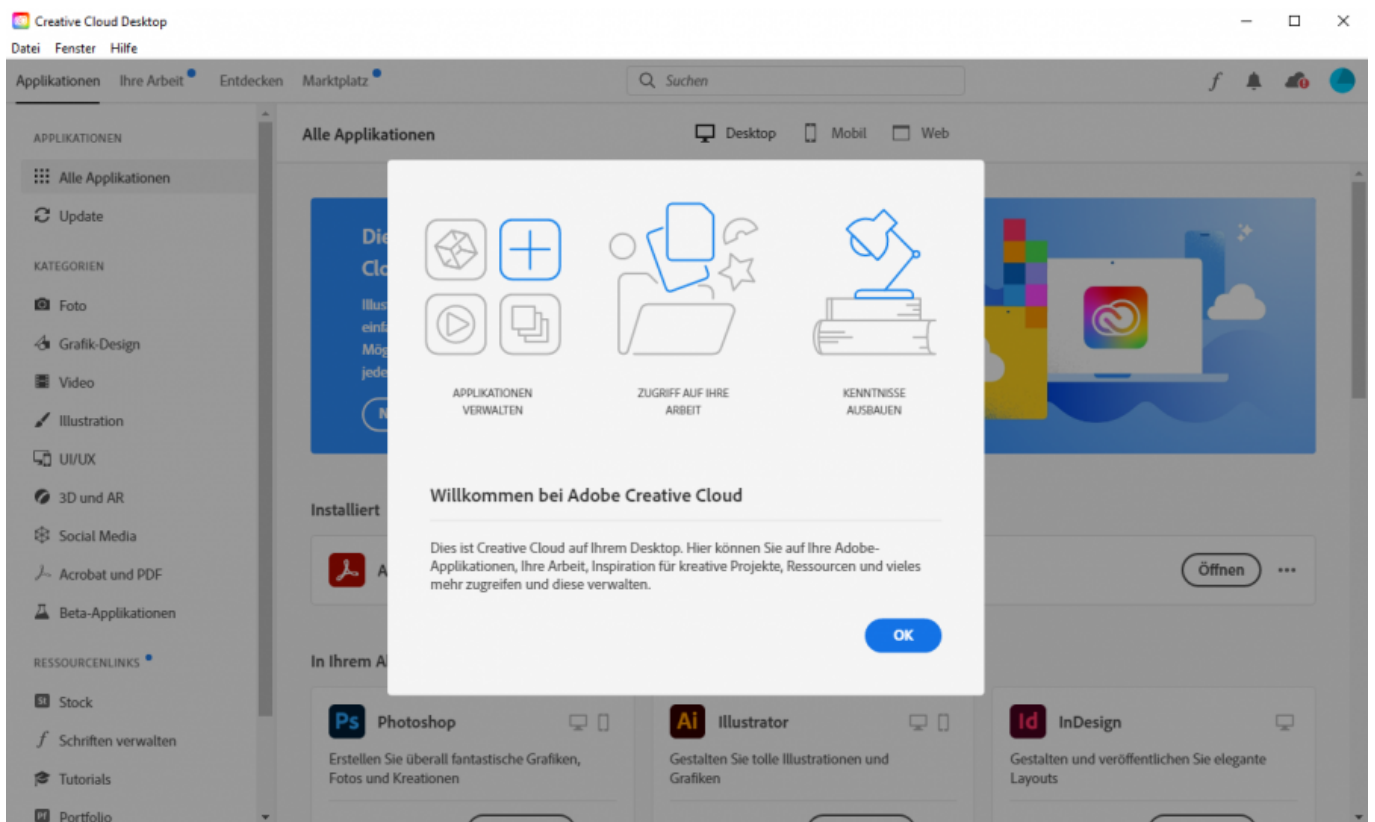 Creative Cloud Desktop
Datei Fenster Hilfe
Applikationen Ihre Arbeit Entdecken Marktplatz Suchen
APPLIKATIONEN
Alle Applikationen
Update
KATEGORIEN
Foto
Grafik-Design
Video
Illustration
UI/UX
3D und AR
Social Media
Acrobat und PDF
Beta-Applikationen
RESSOURCENLINKS
Stock
Schriften verwalten
Tutorials
Portfolio
Alle Applikationen Desktop Mobil Web
APPLIKATIONEN
VERWALTEN
ZUGRIFF AUF IHRE
ARBEIT
KENNTNISSE
AUSBAUEN
Willkommen bei Adobe Creative Cloud
Dies ist Creative Cloud auf Ihrem Desktop. Hier können Sie auf Ihre Adobe-
Applikationen, Ihre Arbeit, Inspiration für kreative Projekte, Ressourcen und vieles
mehr zugreifen und diese verwalten.
OK
Installiert
Öffnen
In Ihrem
Ps Photoshop
Erstellen Sie überall fantastische Grafiken,
Fotos und Kreationen
Ai Illustrator
Gestalten Sie tolle Illustrationen und
Grafiken
Id InDesign
Gestalten und veröffentlichen Sie elegante
Layouts